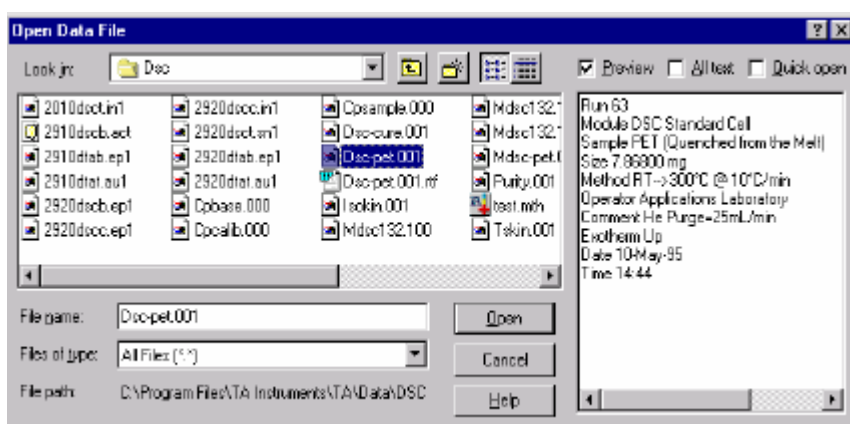 Open Data File
Look in: Dsc
Preview All text Quick open
2010dsct.in1 2920dscc.in1 Cpsample.000 Mdsc132.1
2910dscb.act 2920dsct.sn1 Dsc-cure.001 Mdsc132.1
2910dtab.ep1 2920dtab.ep1 Dsc-pet.001 Mdsc-pet.0
2910dtat.au1 2920dtat.au1 Dsc-pet.001.rtf Purity.001
2920dscb.ep1 Cpbase.000 Isokin.001 test.mth
2920dscc.ep1 Cpcalib.000 Mdsc132.100 Tskin.001
Run 63
Module DSC Standard Cell
Sample PET (Quenched from the Melt)
Size 7.86800 mg
Method RT-->300°C @ 10°C/min
Operator Applications Laboratory
Comment He Purge=25mL/min
Exotherm Up
Date 10-May-95
Time 14:44
File name: Dsc-pet.001
Open
Files of type: All Files (*.*)
Cancel
File path: C:\Program Files\TA Instruments\TA\Data\DSC
Help